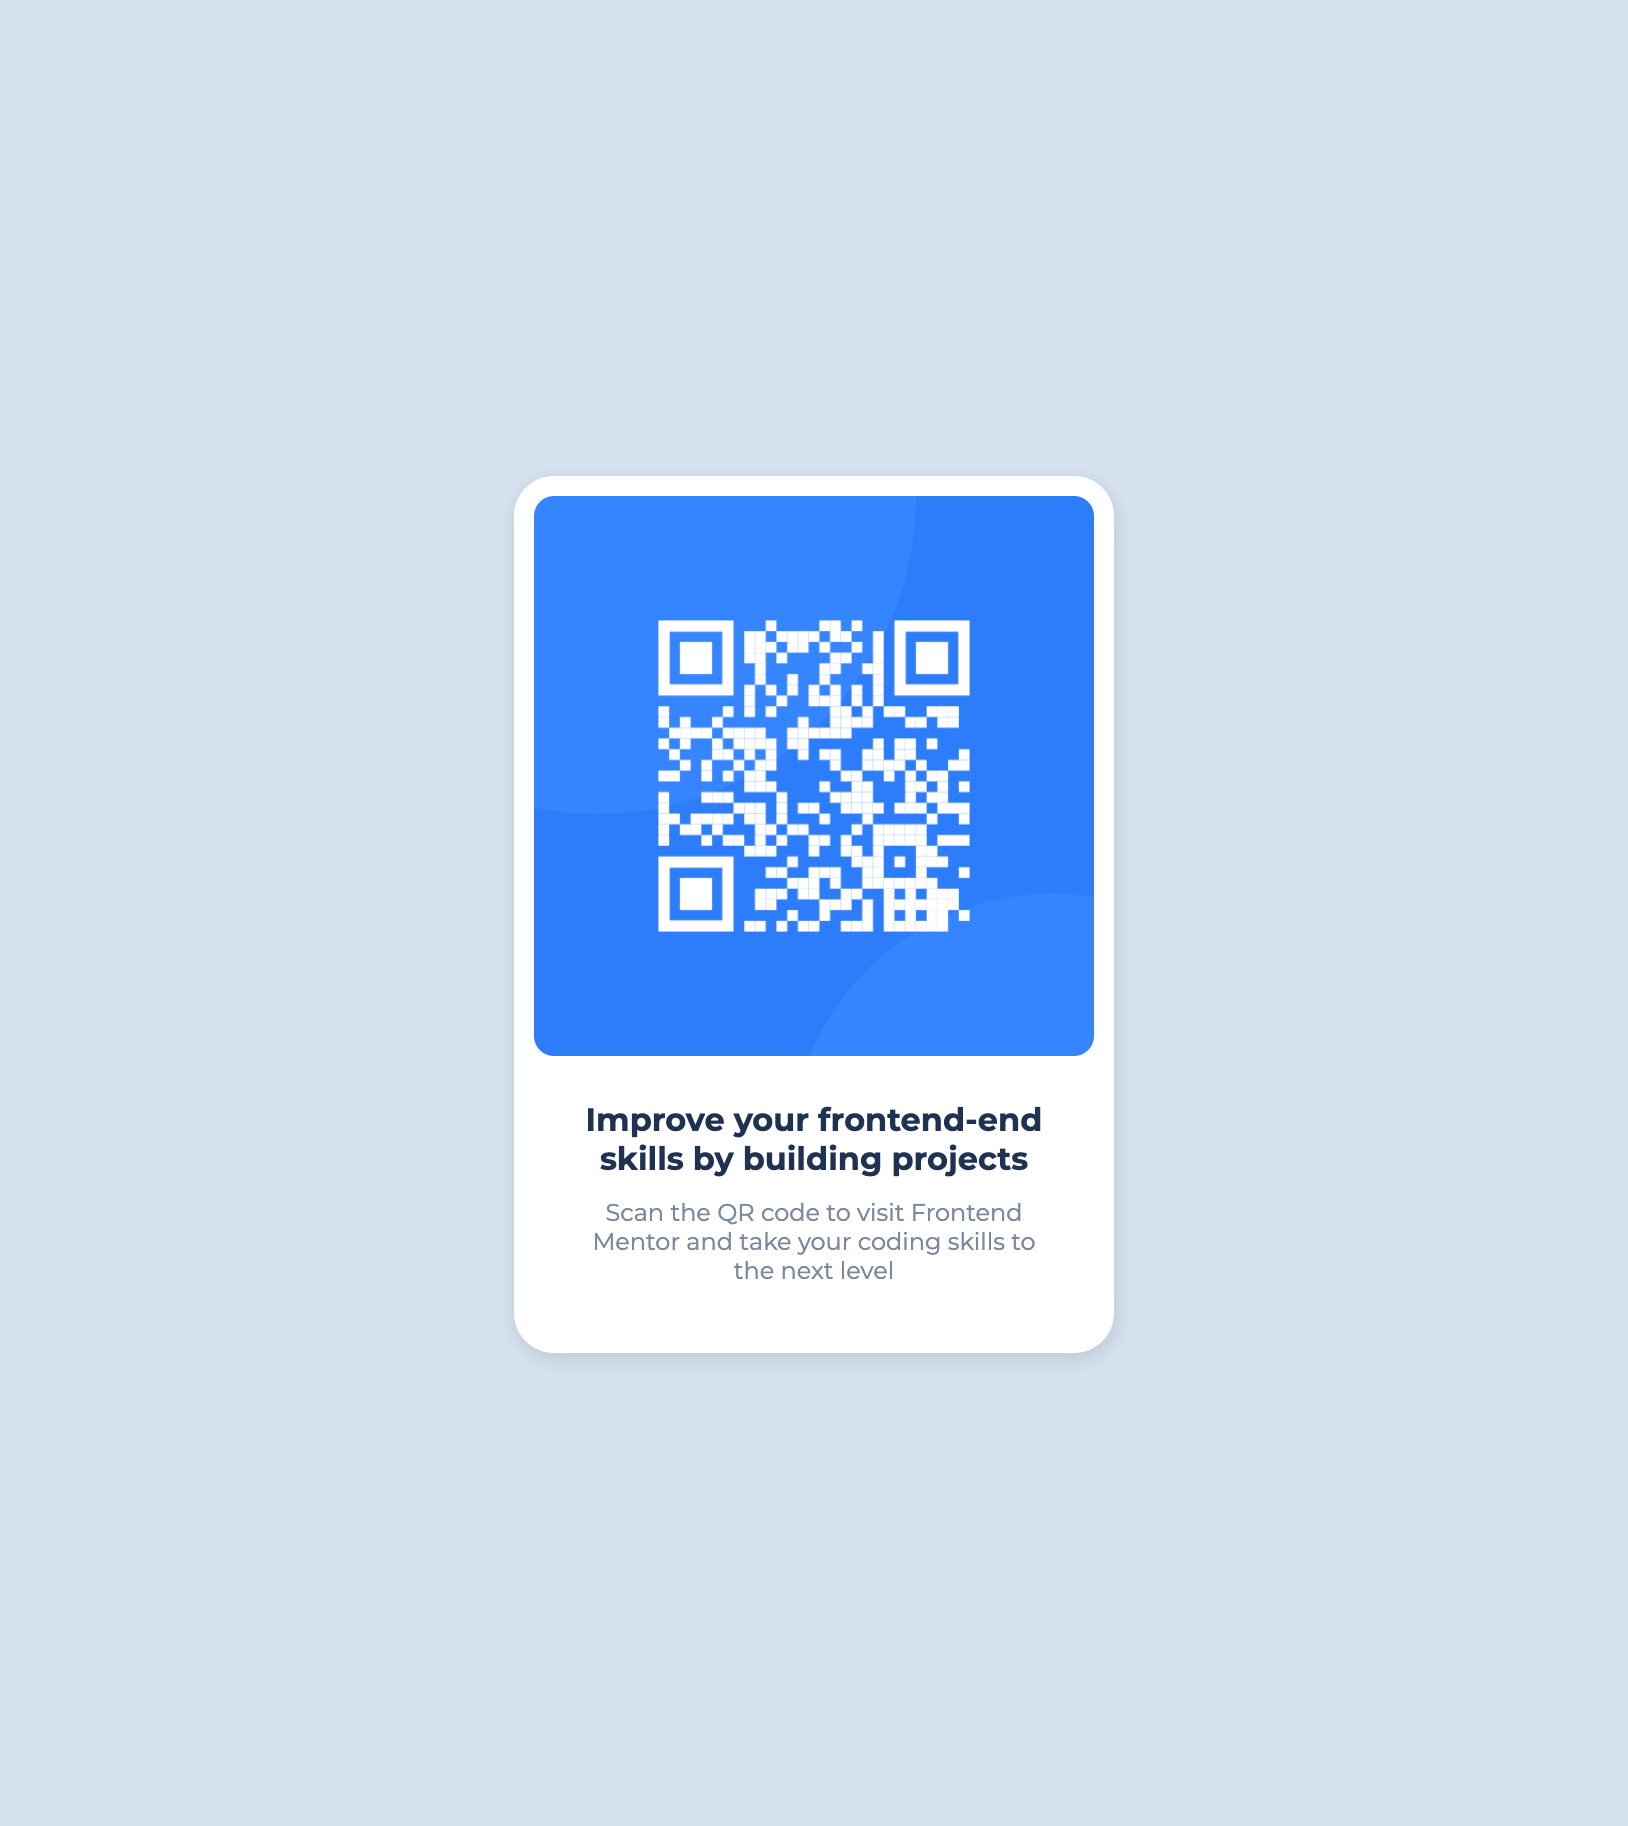 Improve your frontend-end
skills by building projects
Scan the QR code to visit Frontend
Mentor and take your coding skills to
the next level